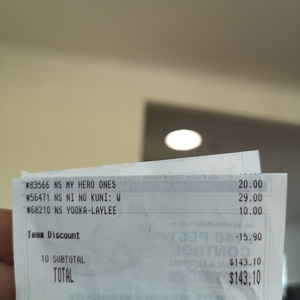 "#83566 NS MY HERO ONES 20.00
"#56471 NS NI NO KUNI: W 29.00
"#68210 NS YOOKA-LAYLEE 10.00
Team Discount -15.90
10 SUBTOTAL $143.10
TOTAL $143.10